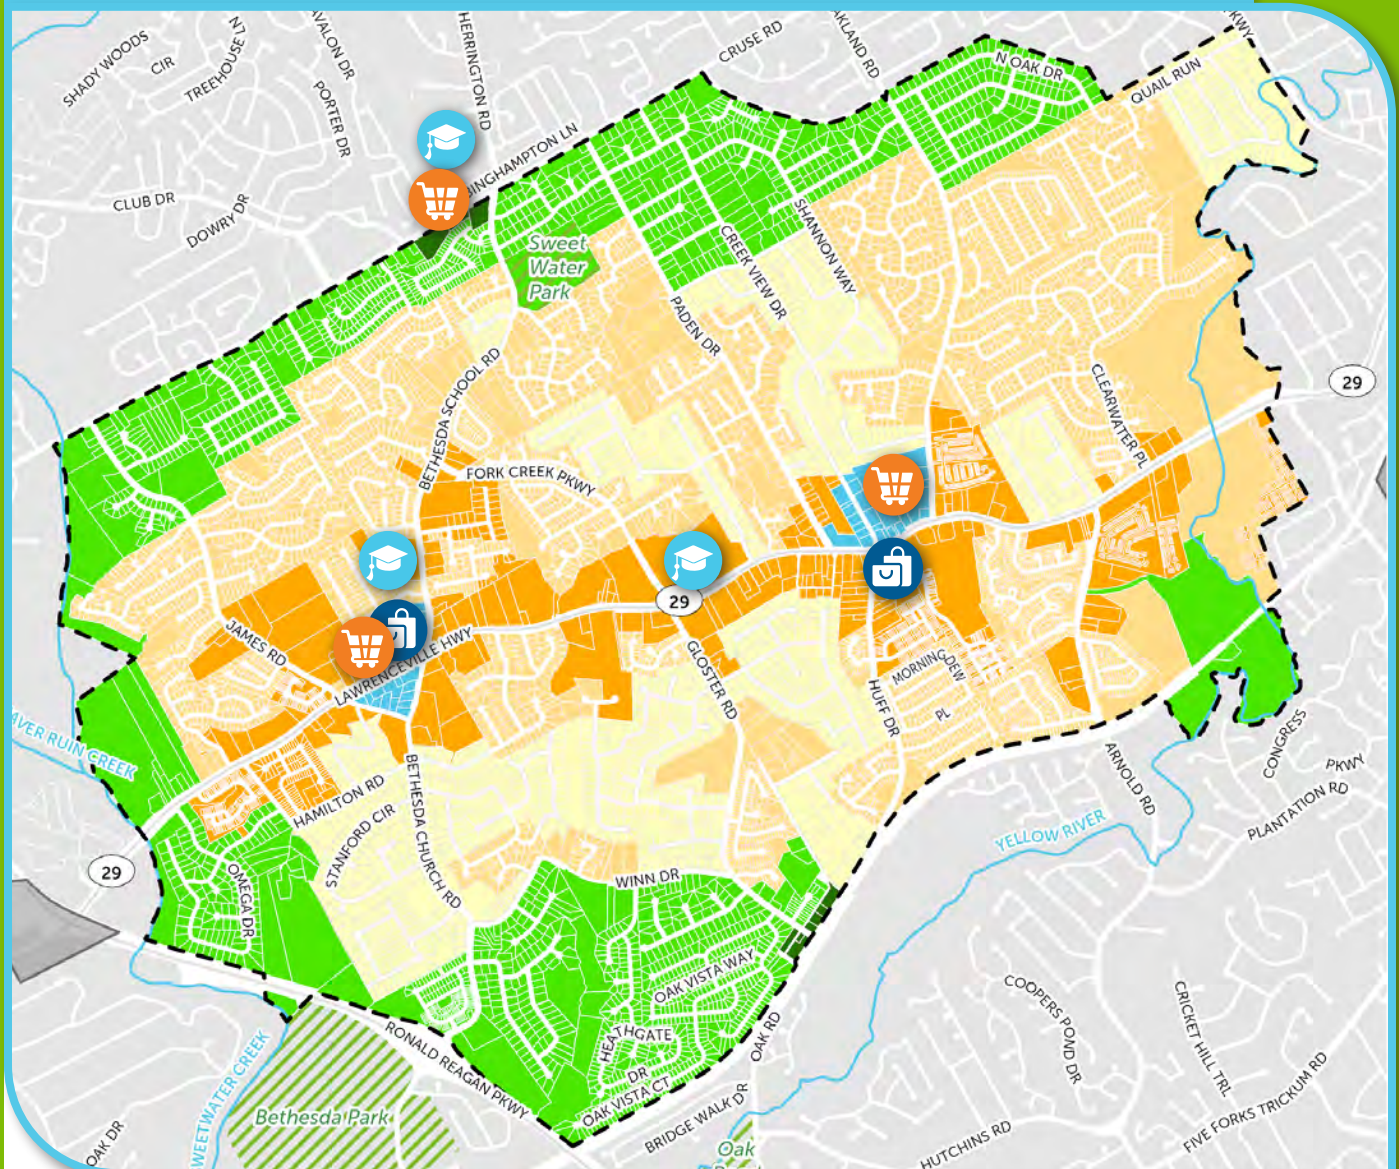 SHADY WOODS
CIR
TREEHOUSE LN
AVALON DR
PORTER DR
HERRINGTON RD
CRUSE RD
OAKLAND RD
PKWY
N OAK DR
QUAIL RUN
BINGHAMPTON LN
CLUB DR
DOWRY DR
Sweet
Water
Park
SHANNON WAY
CREEK VIEW DR
PADEN DR
BETHESDA SCHOOL RD
29
CLEARWATER PL
FORK CREEK PKWY
29
JAMES RD
LAWRENCEVILLE HWY
GLOSTER RD
MORNING DEW
PL
HUFF DR
AVER RUIN CREEK
HAMILTON RD
STANFORD CIR
BETHESDA CHURCH RD
ARNOLD RD
CONGRESS
PKWY
PLANTATION RD
YELLOW RIVER
29
OMEGA DR
WINN DR
OAK VISTA WAY
HEATHGATE
DR
OAK VISTA CT
OAK RD
COOPERS POND DR
CRICKET HILL TRL
FIVE FORKS TRICKUM RD
RONALD REAGAN PKWY
WEETWATER CREEK
Bethesda Park
OAK DR
BRIDGE WALK DR
Oak
HUTCHINS RD